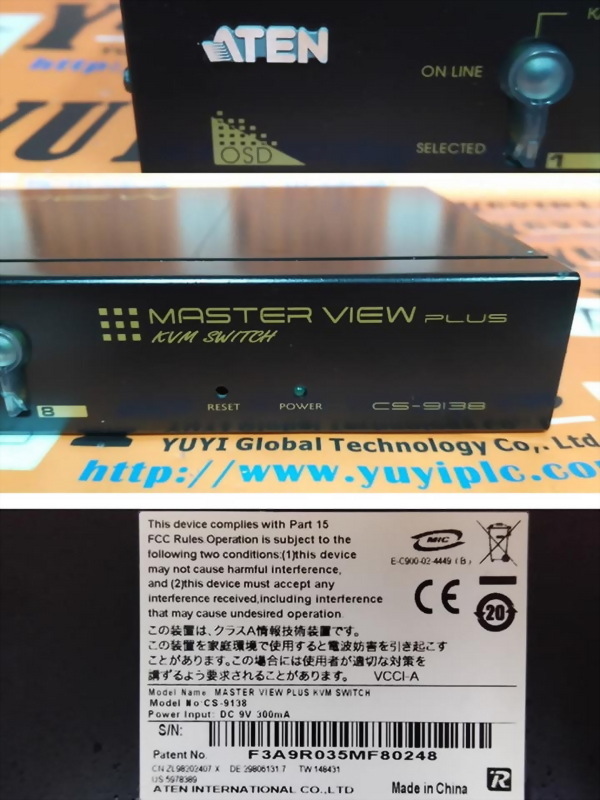 ATEN
ON LINE
OSD
SELECTED
1
MASTER VIEW PLUS
KVM SWITCH
8
RESET
POWER
CS-9138
YUYI Global Technology Co,. Ltd
http://www.yuyiplc.co
This device complies with Part 15
FCC Rules.Operation is subject to the
following two conditions:(1)this device
may not cause harmful interference,
and (2)this device must accept any
interference received,including interference
that may cause undesired operation.
MIC
E-C900-02-4449 (B)
CE
20
この装置は、クラスA情報技術装置です。
この装置を家庭環境で使用すると電波妨害を引き起こす
ことがあります。この場合には使用者が適切な対策を
講ずるよう要求されることがあります。 VCCI-A
Model Name MASTER VIEW PLUS KVM SWITCH
Model No CS-9138
Power Input: DC 9V 300mA
S/N:
F3A9R035MF80248
Patent No.
CN ZL98202407.X DE 29806131.7 TW 148431
US 5978389
ATEN INTERNATIONAL CO.,LTD
Made in China
R